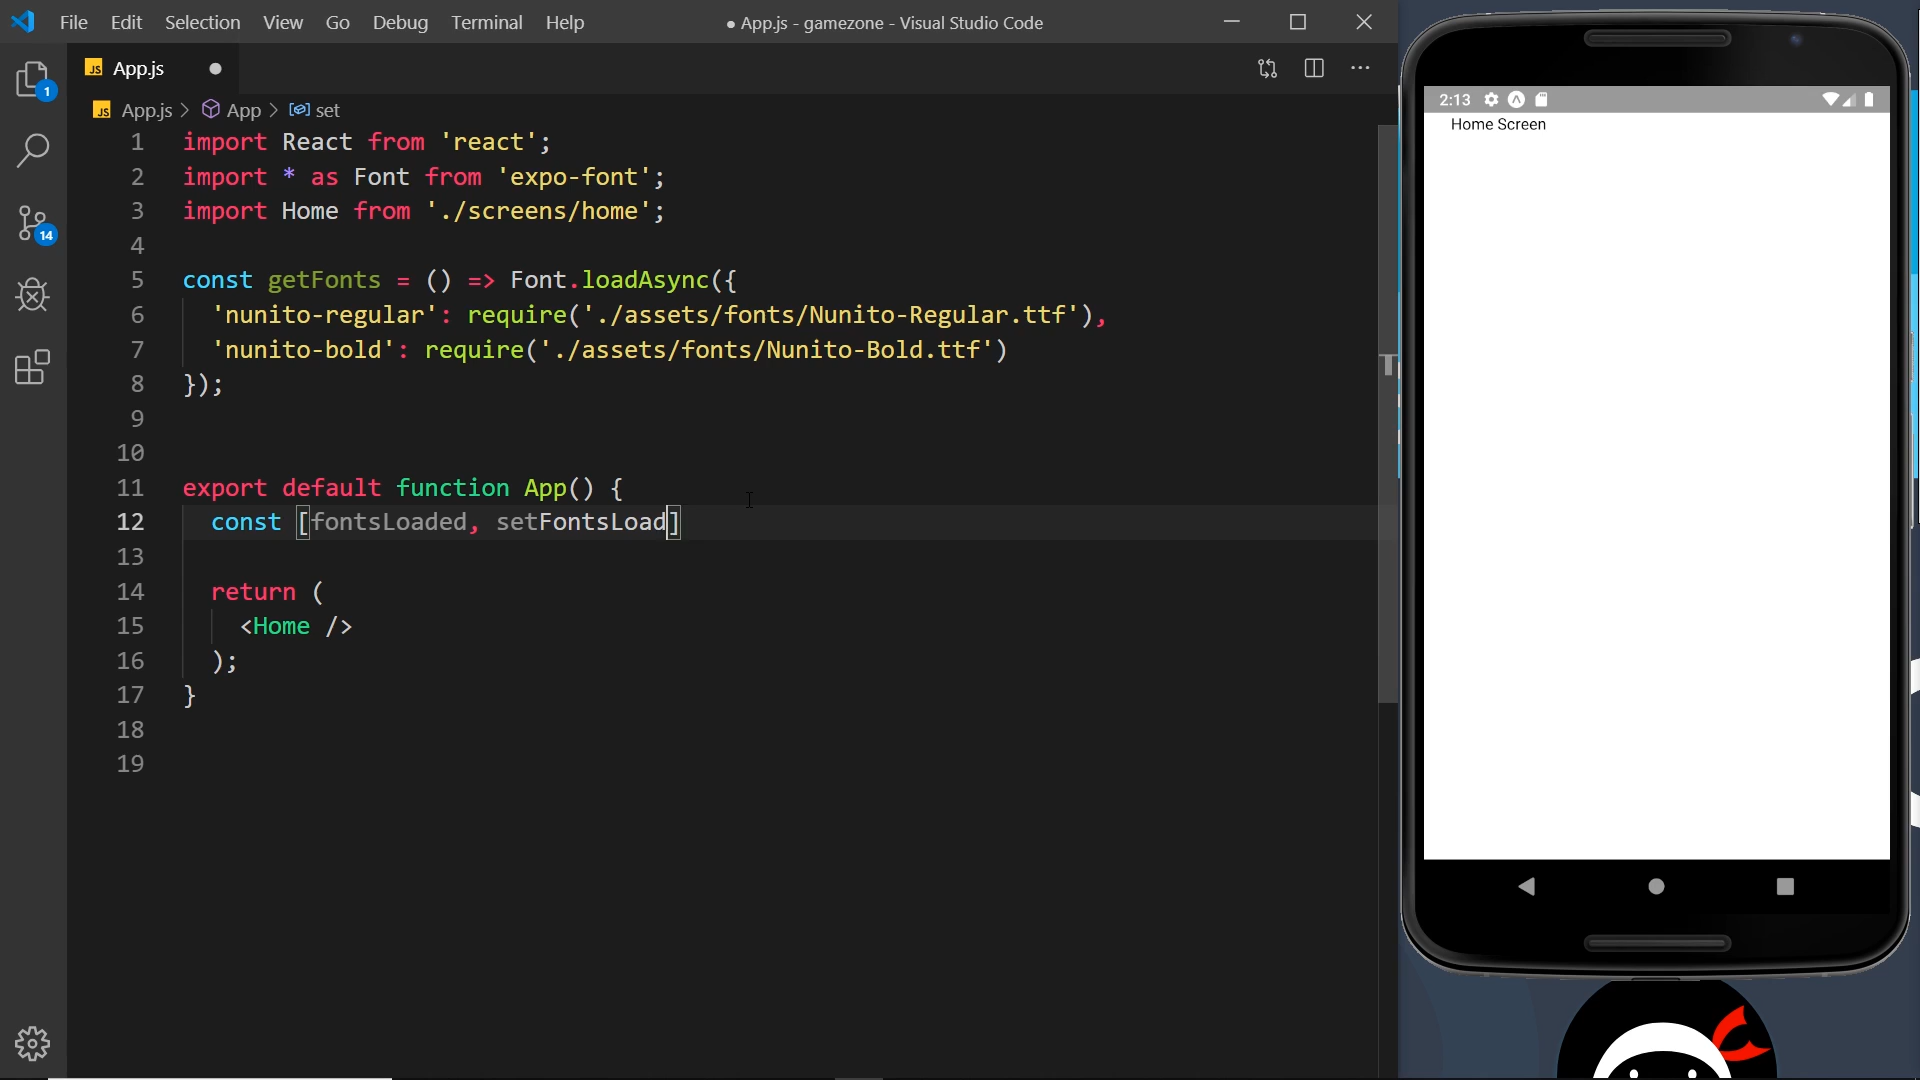 File Edit Selection View Go Debug Terminal Help
● App.js - gamezone - Visual Studio Code
JS App.js ●
JS App.js > App > set
1
14
1 import React from 'react';
2 import * as Font from 'expo-font';
3 import Home from './screens/home';
4
5 const getFonts = () => Font.loadAsync({
6 'nunito-regular': require('./assets/fonts/Nunito-Regular.ttf'),
7 'nunito-bold': require('./assets/fonts/Nunito-Bold.ttf')
8 });
9
10
11 export default function App() {
12 const [fontsLoaded, setFontsLoad]
13
14 return (
15 <Home />
16 );
17 }
18
19
2:13
Home Screen